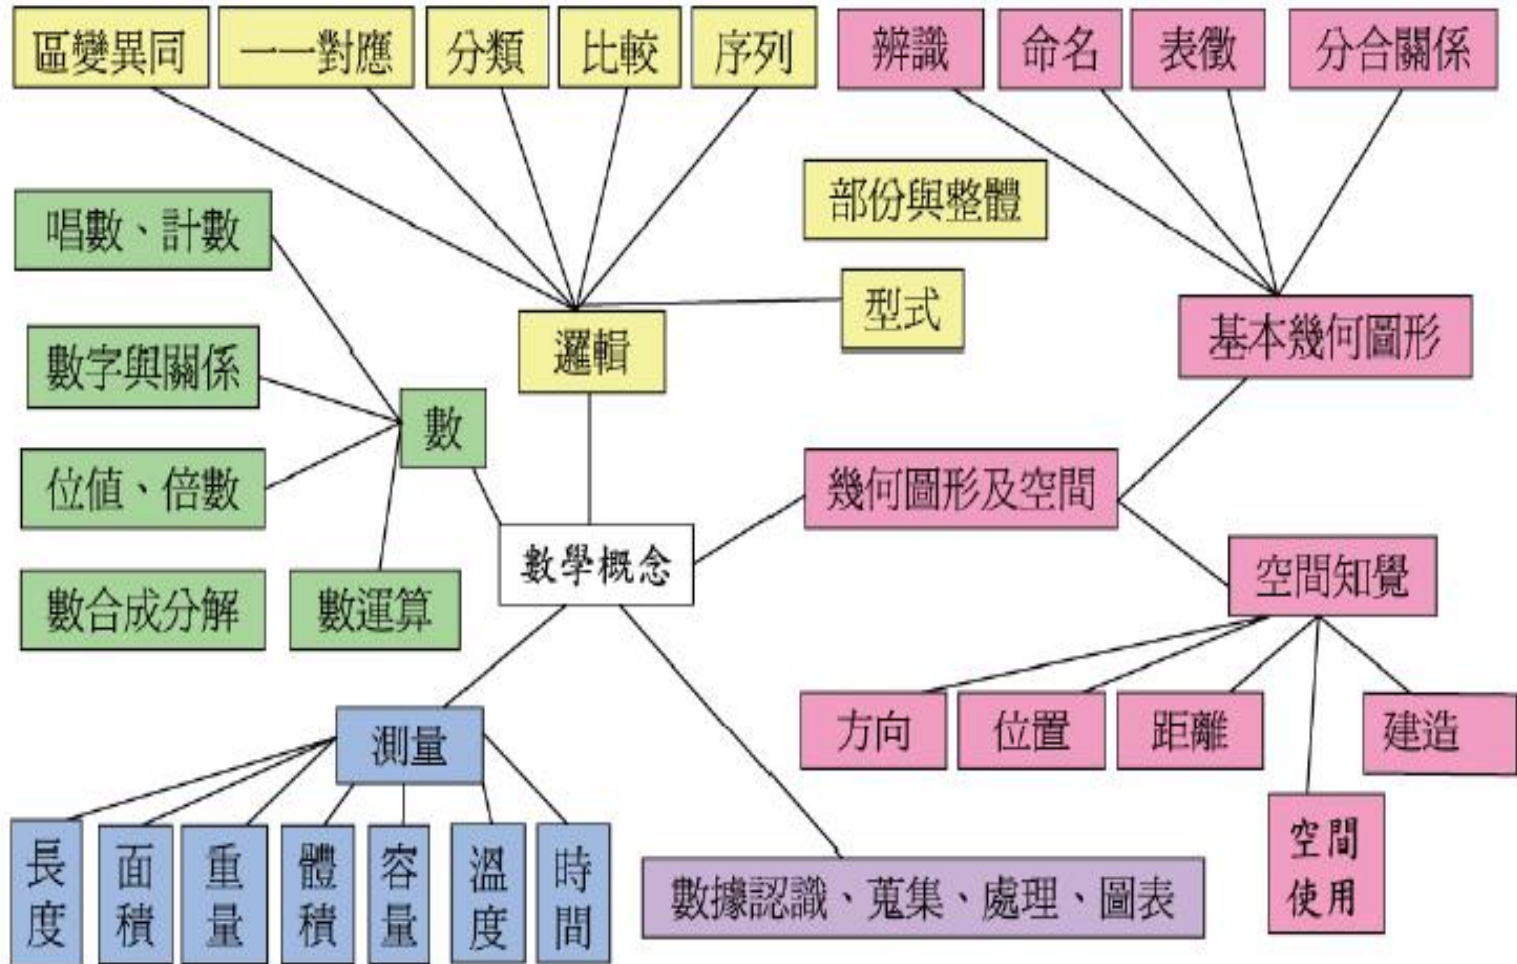 區變異同
一一對應
分類
比較
序列
辨識
命名
表徵
分合關係
部份與整體
唱數、計數
型式
邏輯
基本幾何圖形
數字與關係
數
位值、倍數
幾何圖形及空間
數學概念
空間知覺
數合成分解
數運算
測量
方向
位置
距離
建造
空間
使用
長度
面積
重量
體積
容量
溫度
時間
數據認識、蒐集、處理、圖表